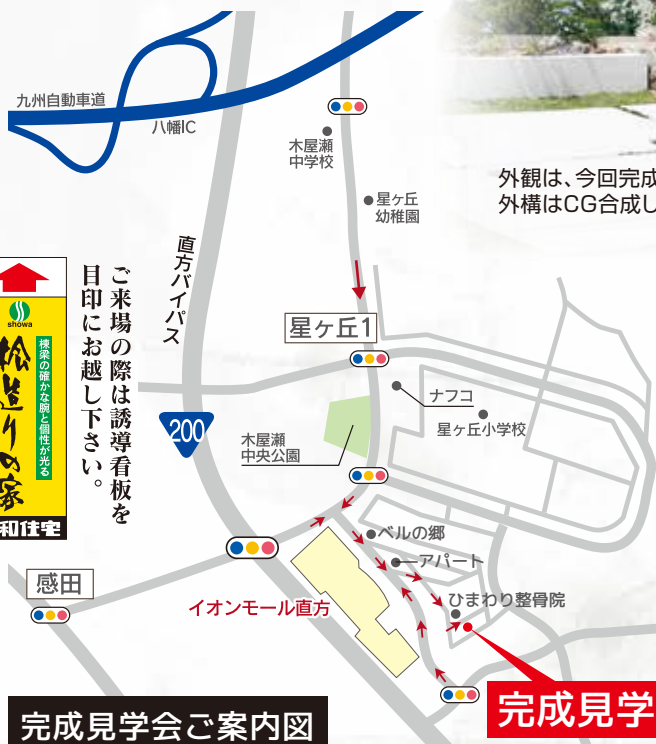 九州自動車道
八幡IC
木屋瀬
中学校
星ヶ丘
幼稚園
外観は、今回完成
外構はCG合成し
直方バイパス
ご来場の際は誘導看板を
目印にお越し下さい。
showa
棟梁の確かな腕と個性が光る
桧造りの家
和住宅
星ヶ丘1
ナフコ
星ヶ丘小学校
200
木屋瀬
中央公園
ベルの郷
アパート
ひまわり整骨院
感田
イオンモール直方
完成見学
完成見学会ご案内図